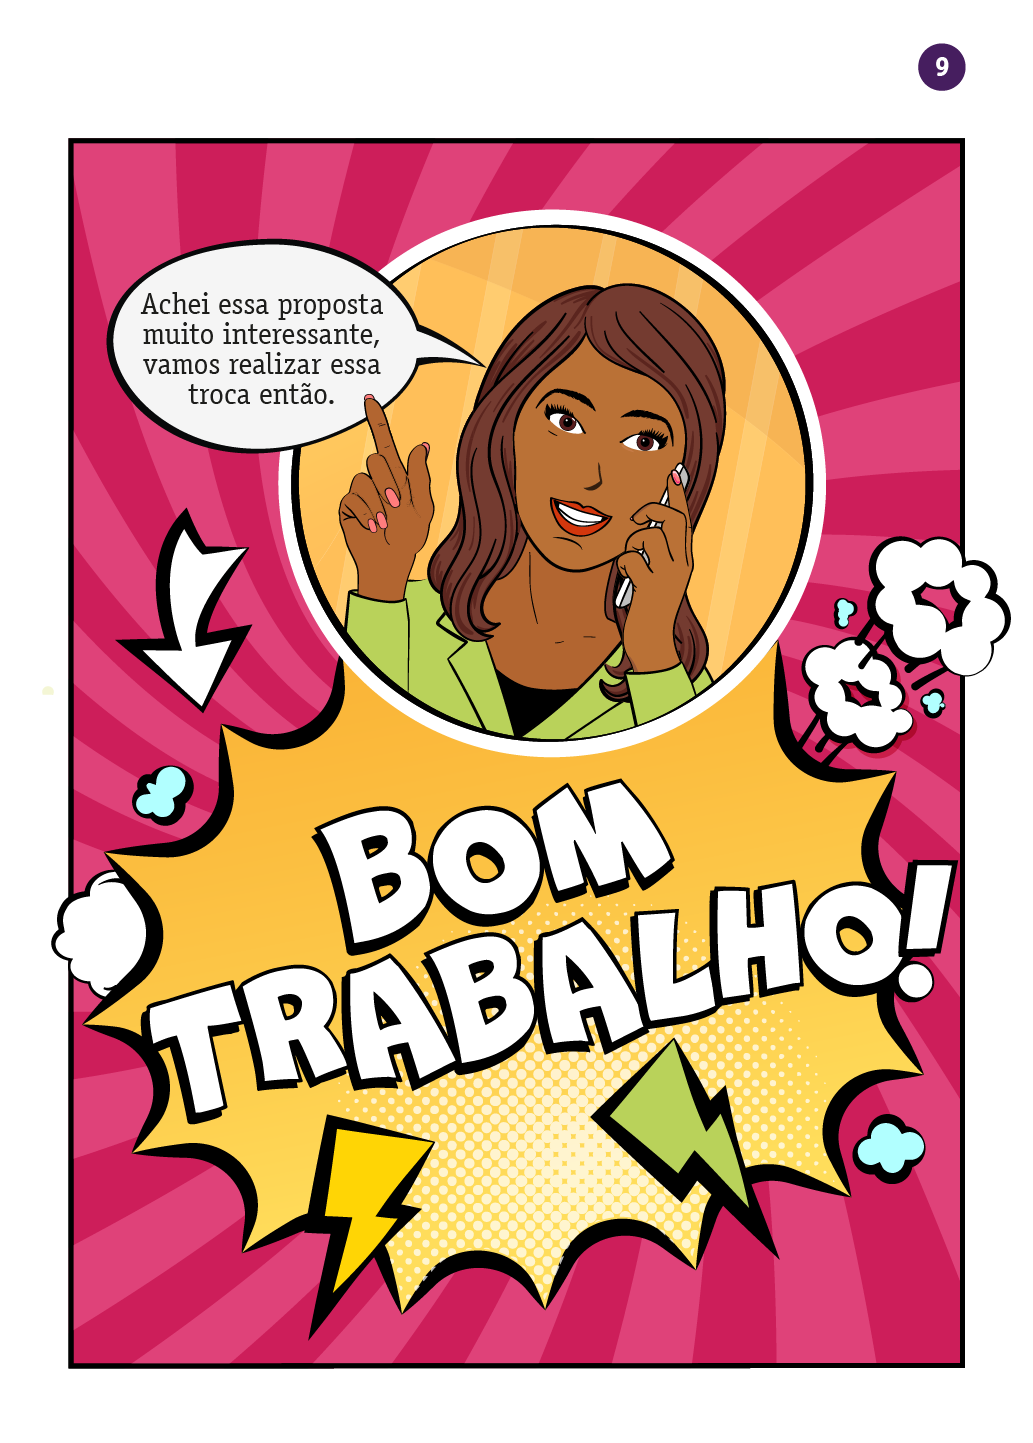 9
Achei essa proposta
muito interessante,
vamos realizar essa
troca então.
BOM
TRABALHO!